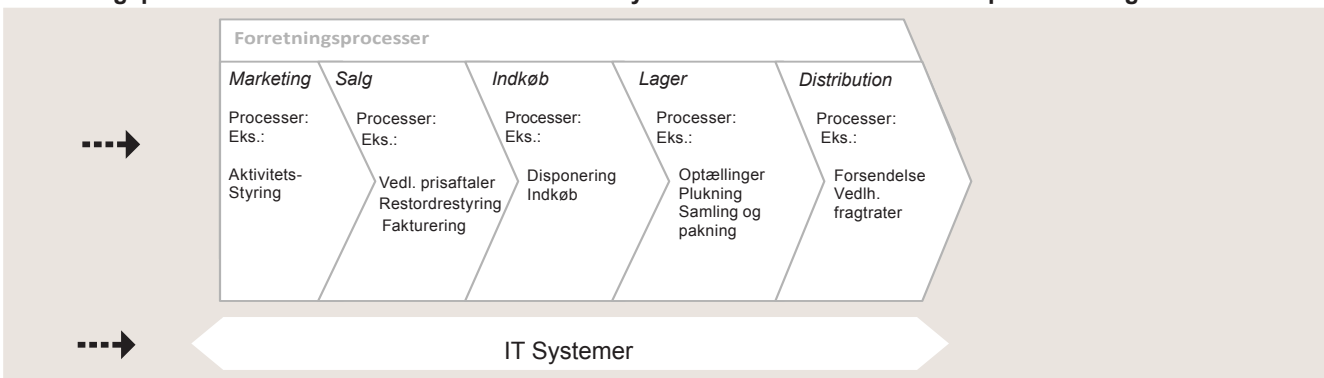 Forretningsprocesser
Marketing
Processer:
Eks.:
Aktivitets-
Styring
Salg
Processer:
Eks.:
Vedl. prisaftaler
Restordrestyring
Fakturering
Indkøb
Processer:
Eks.:
Disponering
Indkøb
Lager
Processer:
Eks.:
Optællinger
Plukning
Samling og
pakning
Distribution
Processer:
Eks.:
Forsendelse
Vedlh.
fragtrater
IT Systemer